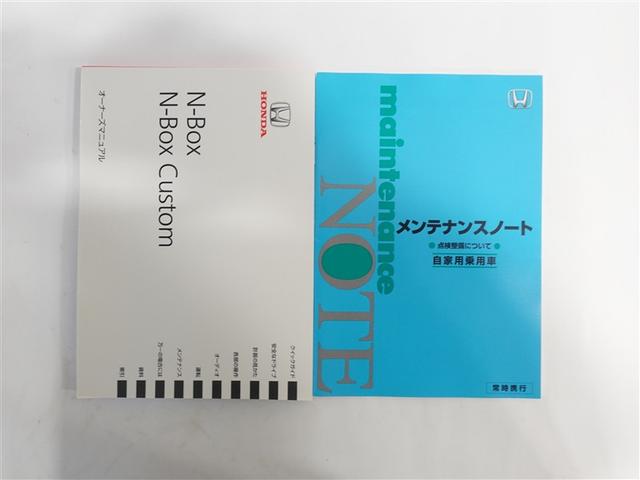 HONDA
N-Box
N-Box Custom
オーナーズマニュアル
クイックガイド
安全なドライブ
計器の見かた
各部の操作
オーディオ
運転
メンテナンス
万一の場合には
資料
索引
maintenance
NOTE
メンテナンスノート
点検整備について
自家用乗用車
常時携行